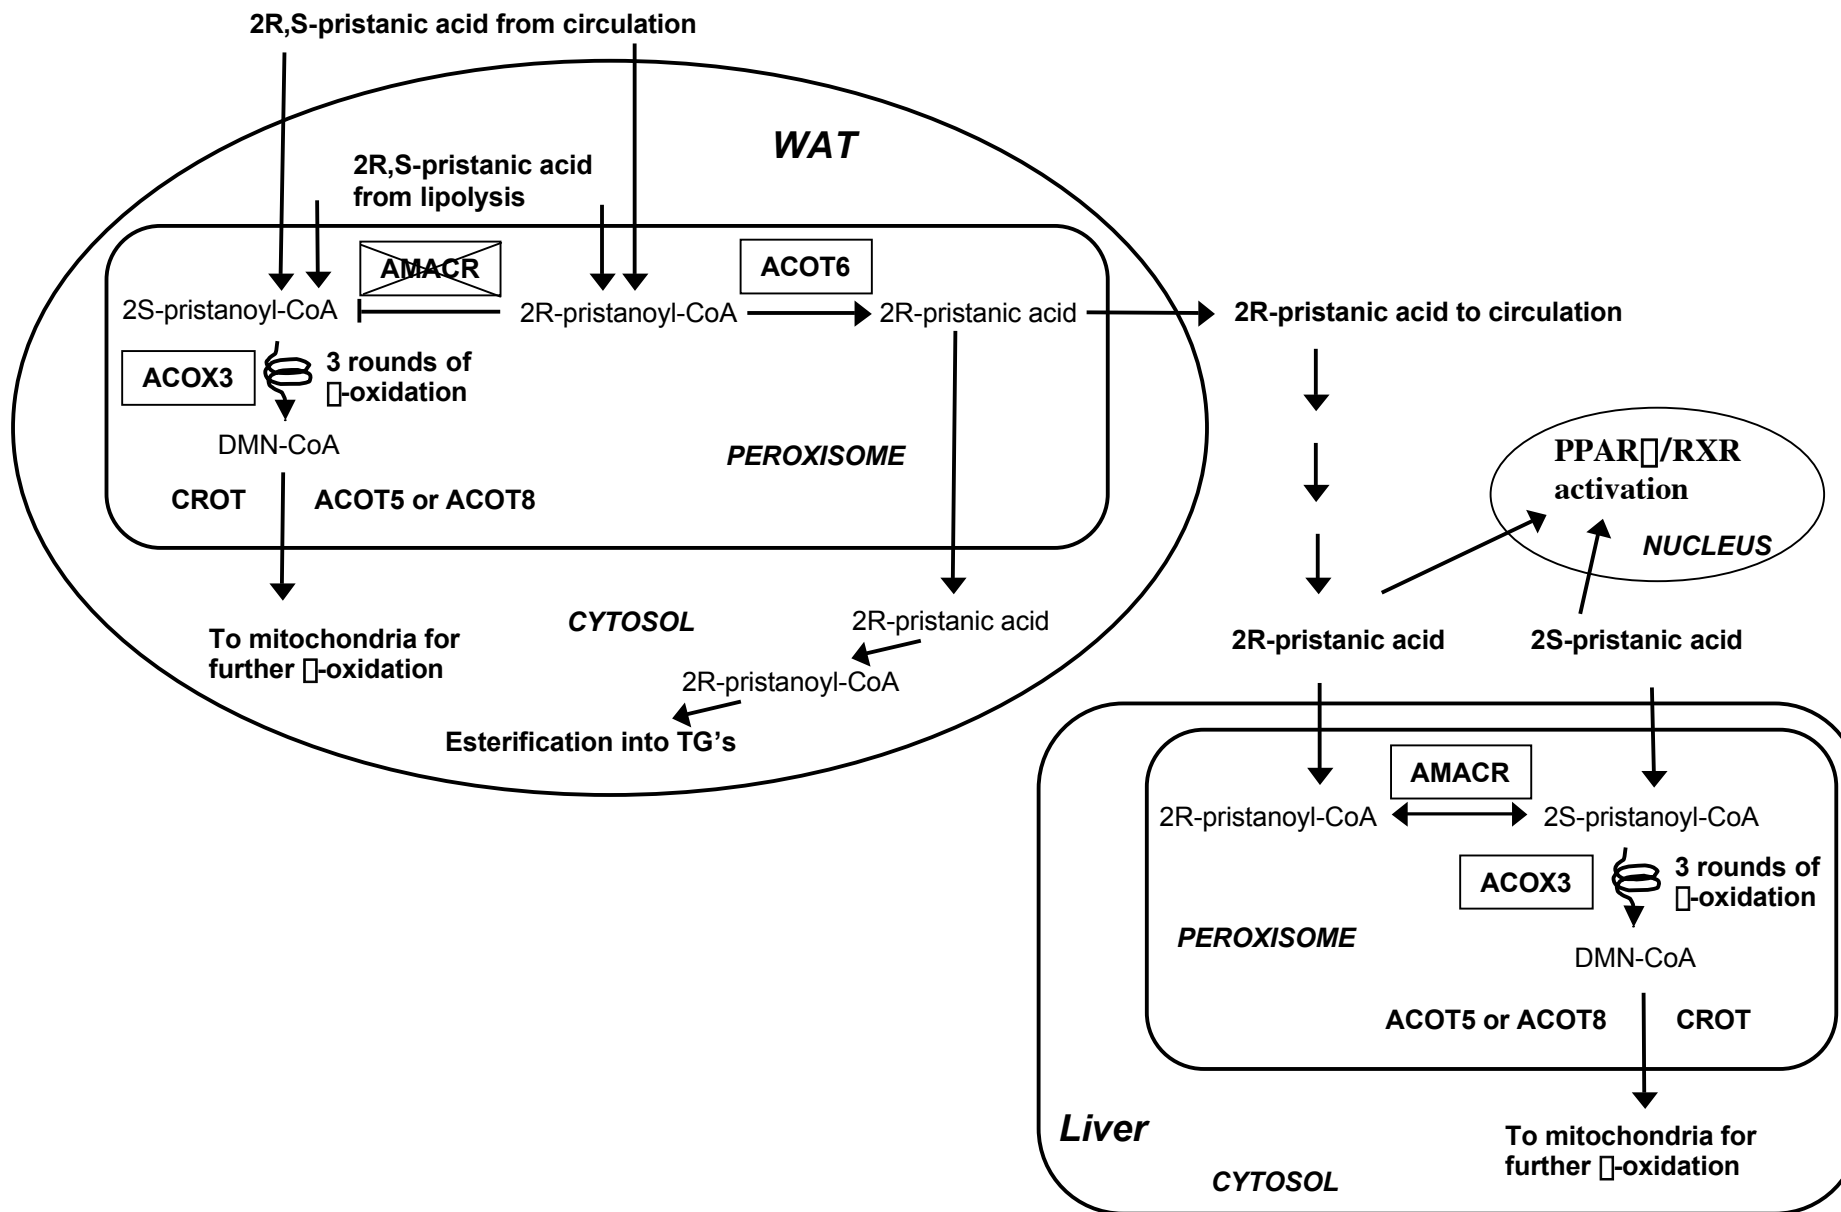 2R,S-pristanic acid from circulation
WAT
2R,S-pristanic acid
from lipolysis
AMACR
ACOT6
2S-pristanoyl-CoA
2R-pristanoyl-CoA
2R-pristanic acid
2R-pristanic acid to circulation
ACOX3
3 rounds of
▯-oxidation
DMN-CoA
PEROXISOME
CROT
ACOT5 or ACOT8
PPAR▯/RXR
activation
NUCLEUS
To mitochondria for
further ▯-oxidation
CYTOSOL
2R-pristanic acid
2R-pristanoyl-CoA
Esterification into TG's
2R-pristanic acid
2S-pristanic acid
AMACR
2R-pristanoyl-CoA
2S-pristanoyl-CoA
ACOX3
3 rounds of
▯-oxidation
PEROXISOME
DMN-CoA
ACOT5 or ACOT8
CROT
Liver
To mitochondria for
further ▯-oxidation
CYTOSOL